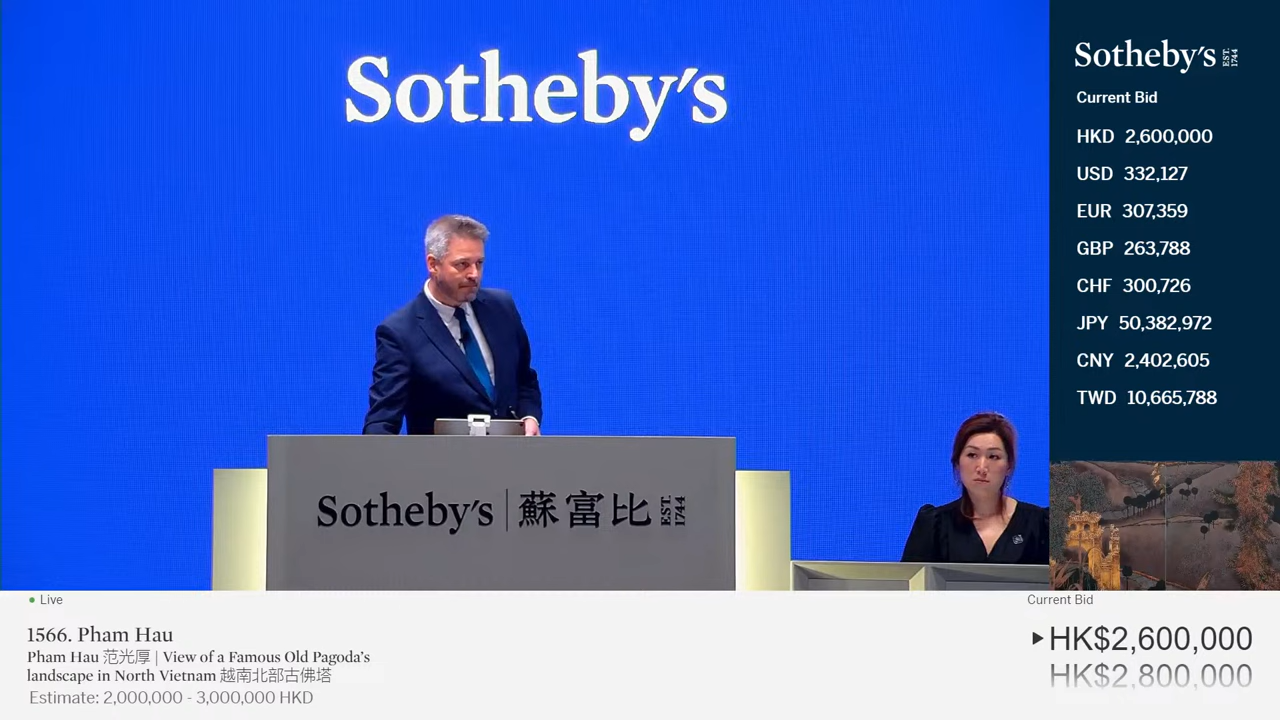 Sotheby's
Sotheby's | 蘇富比 EST. 1744
Sotheby's EST. 1744
Current Bid
HKD 2,600,000
USD 332,127
EUR 307,359
GBP 263,788
CHF 300,726
JPY 50,382,972
CNY 2,402,605
TWD 10,665,788
Live
1566. Pham Hau
Pham Hau 范光厚 | View of a Famous Old Pagoda's
landscape in North Vietnam 越南北部古佛塔
Estimate: 2,000,000 - 3,000,000 HKD
Current Bid
HK$2,600,000
HK$2,800,000